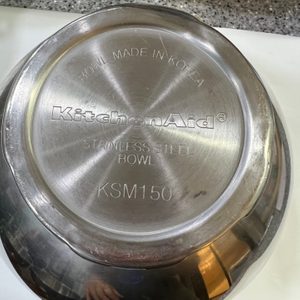 BOWL MADE IN KOREA
KitchenAid®
STAINLESS STEEL
BOWL
KSM150